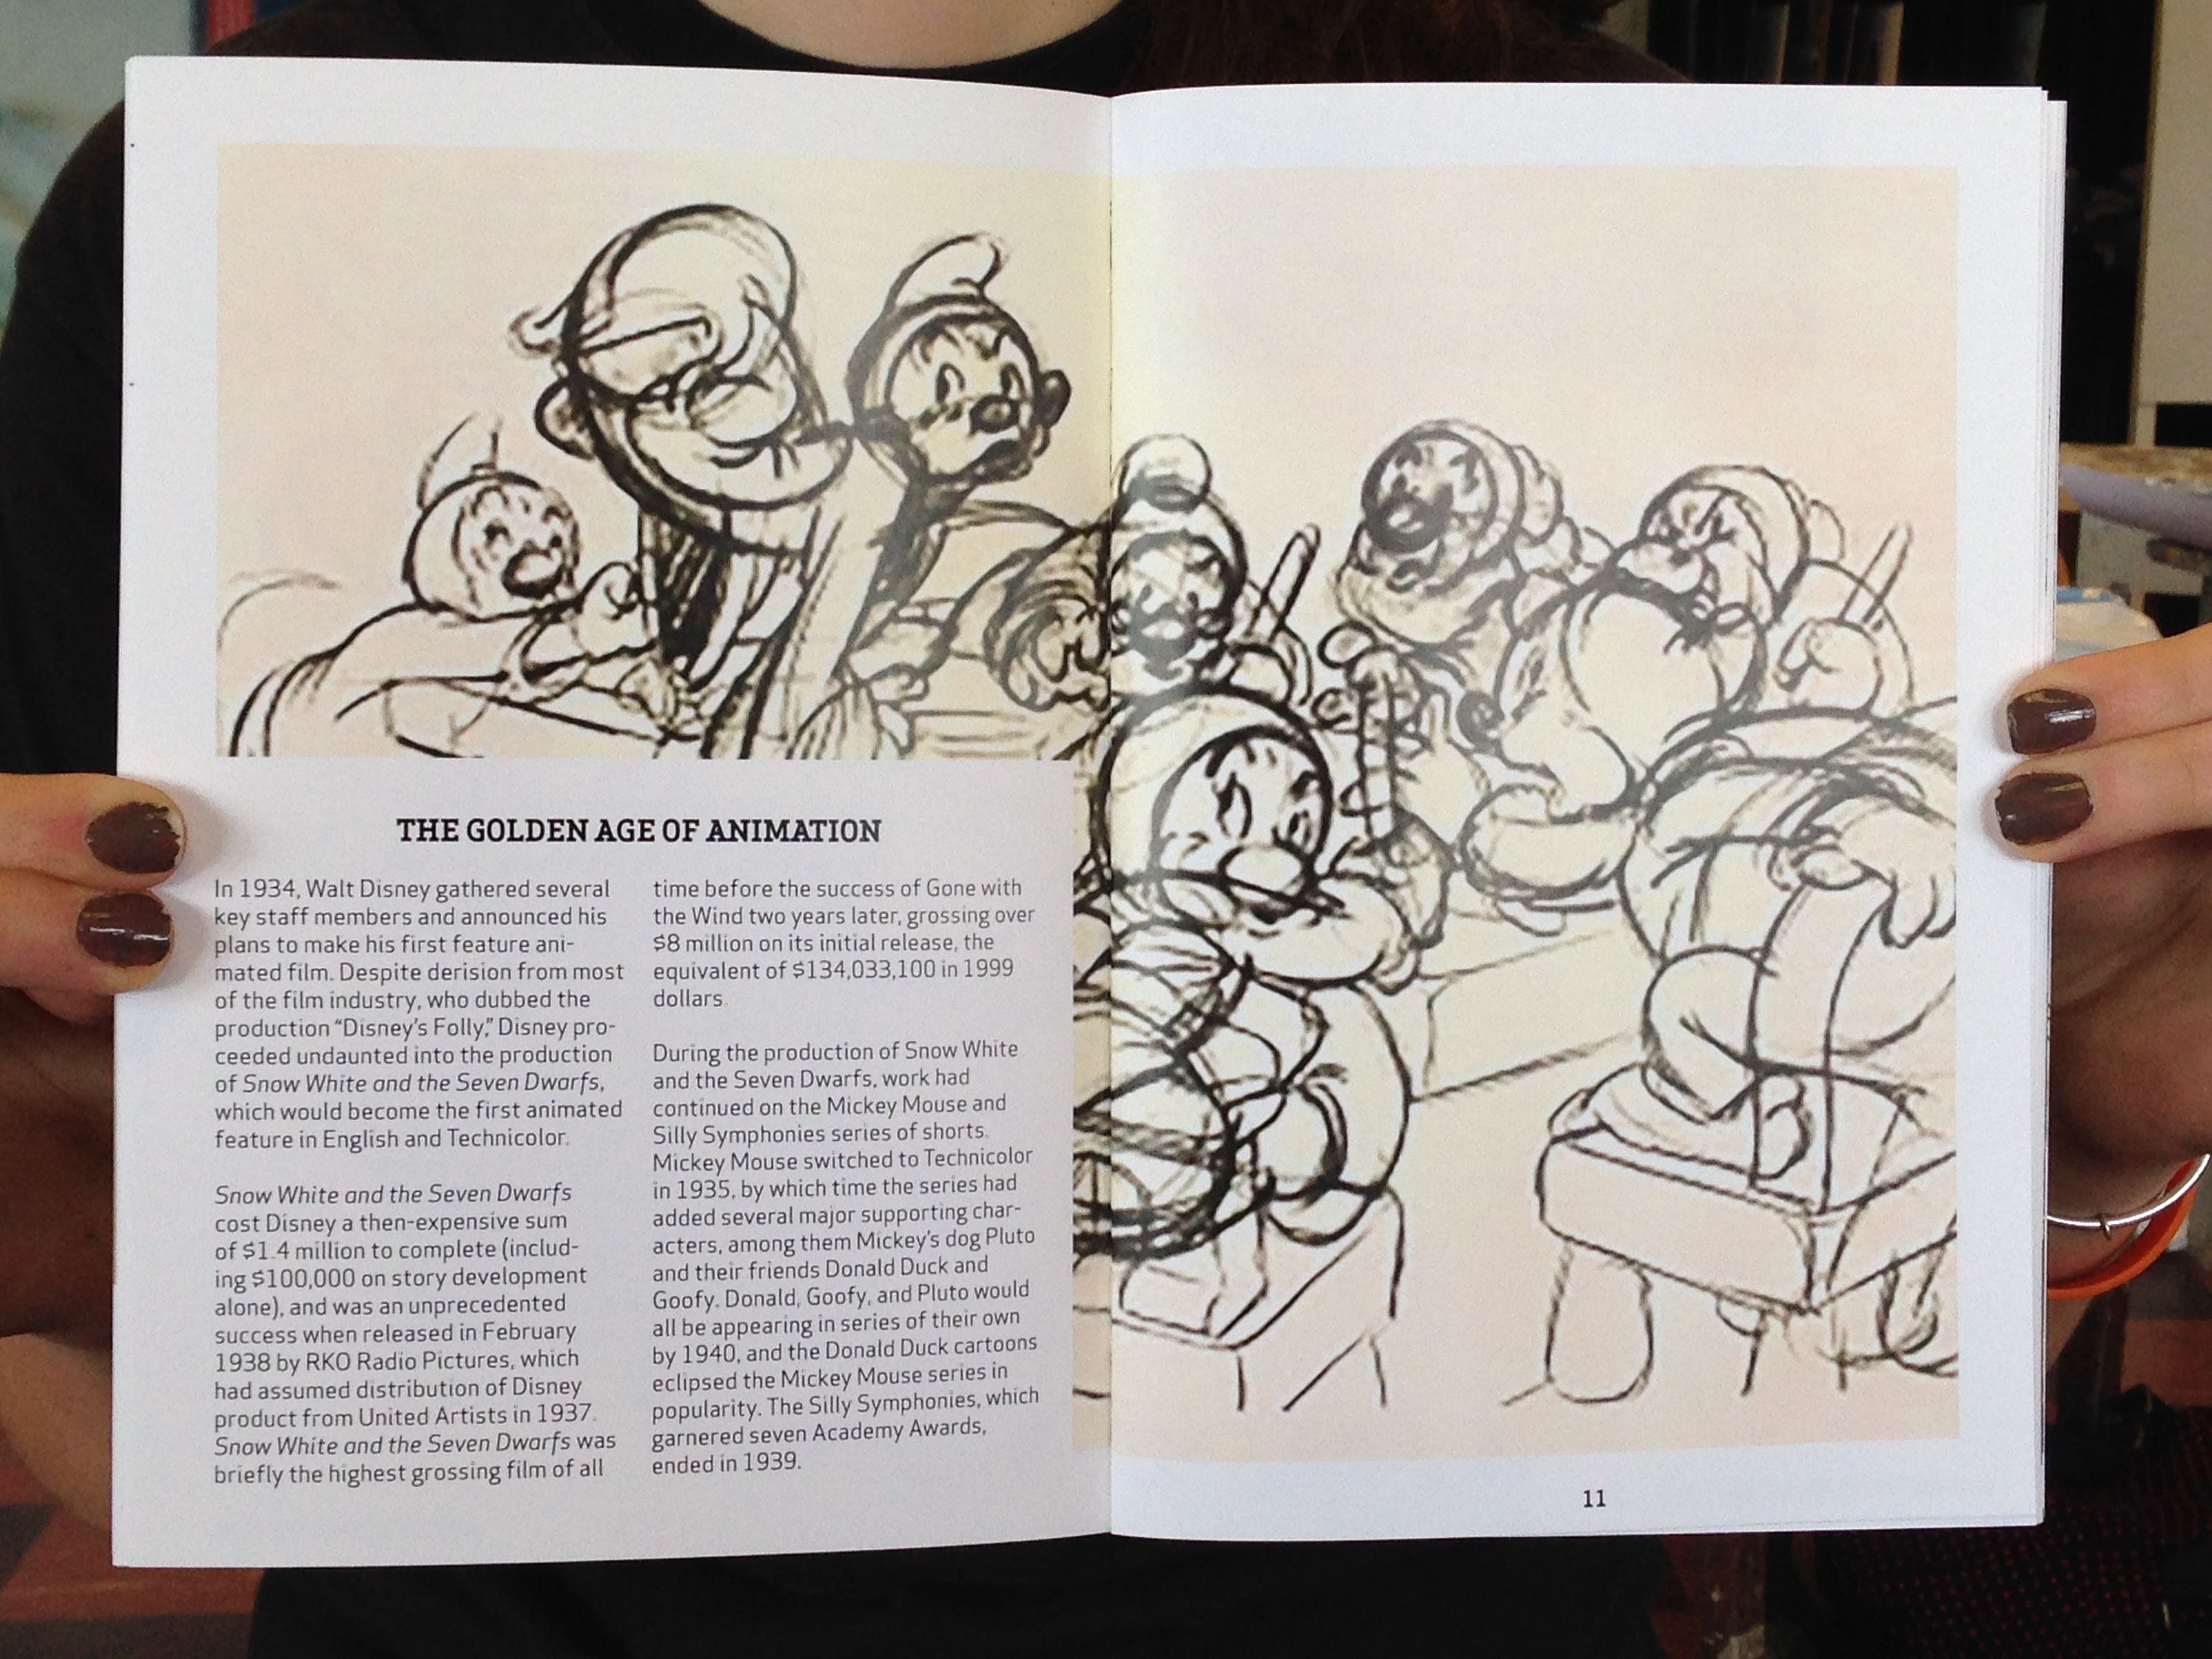 THE GOLDEN AGE OF ANIMATION
In 1934, Walt Disney gathered several
key staff members and announced his
plans to make his first feature ani-
mated film. Despite derision from most
of the film industry, who dubbed the
production “Disney’s Folly,” Disney pro-
ceeded undaunted into the production
of Snow White and the Seven Dwarfs,
which would become the first animated
feature in English and Technicolor.
Snow White and the Seven Dwarfs
cost Disney a then-expensive sum
of $1.4 million to complete (includ-
ing $100,000 on story development
alone), and was an unprecedented
success when released in February
1938 by RKO Radio Pictures, which
had assumed distribution of Disney
product from United Artists in 1937.
Snow White and the Seven Dwarfs was
briefly the highest grossing film of all
time before the success of Gone with
the Wind two years later, grossing over
$8 million on its initial release, the
equivalent of $134,033,100 in 1999
dollars.
During the production of Snow White
and the Seven Dwarfs, work had
continued on the Mickey Mouse and
Silly Symphonies series of shorts.
Mickey Mouse switched to Technicolor
in 1935, by which time the series had
added several major supporting char-
acters, among them Mickey’s dog Pluto
and their friends Donald Duck and
Goofy. Donald, Goofy, and Pluto would
all be appearing in series of their own
by 1940, and the Donald Duck cartoons
eclipsed the Mickey Mouse series in
popularity. The Silly Symphonies, which
garnered seven Academy Awards,
ended in 1939.
11